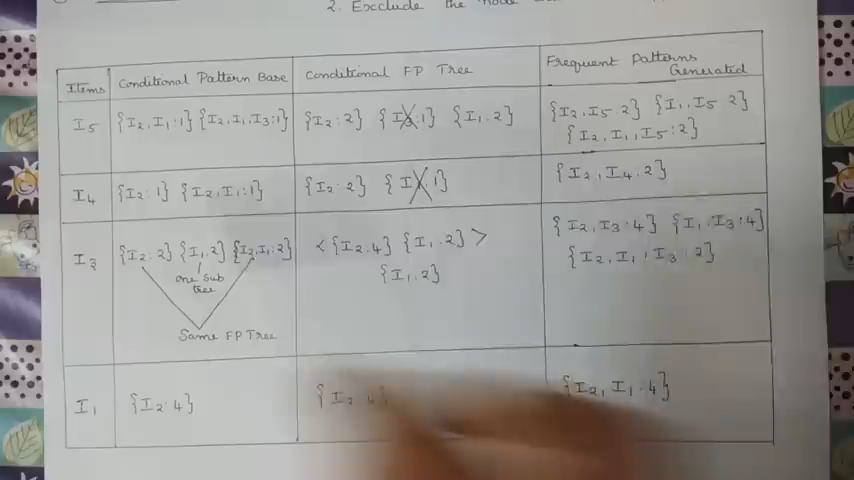 2. Exclude the node
Items
Conditional Pattern Base
Conditional FP Tree
Frequent Patterns Generated
I5
{I2, I1 : 1} {I2, I1, I3 : 1}
{I2 : 2} {I3 : 1} {I1 : 2}
{I2, I5 : 2} {I1, I5 : 2}
{I2, I1, I5 : 2}
I4
{I2 : 1} {I2, I1 : 1}
{I2 : 2} {I1 : 1}
{I2, I4 : 2}
I3
{I2 : 2} {I1 : 2} {I2, I1 : 2}
one sub
tree
Same FP Tree
< {I2 : 4} {I1 : 2} >
{I1 : 2}
{I2, I3 : 4} {I1, I3 : 4}
{I2, I1, I3 : 2}
I1
{I2 : 4}
{I2 : 4}
{I2, I1 : 4}